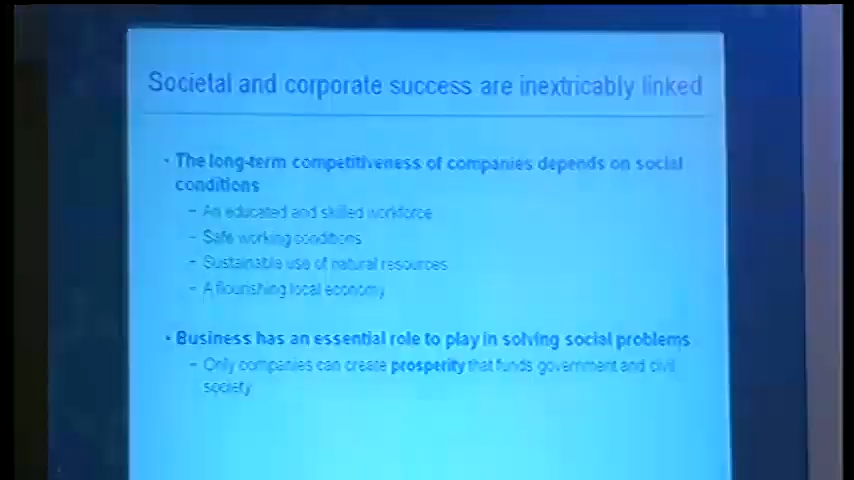 Societal and corporate success are inextricably linked
• The long-term competitiveness of companies depends on social
conditions
– An educated and skilled workforce
– Safe working conditions
– Sustainable use of natural resources
– A flourishing local economy
• Business has an essential role to play in solving social problems
– Only companies can create prosperity that funds government and civil
society